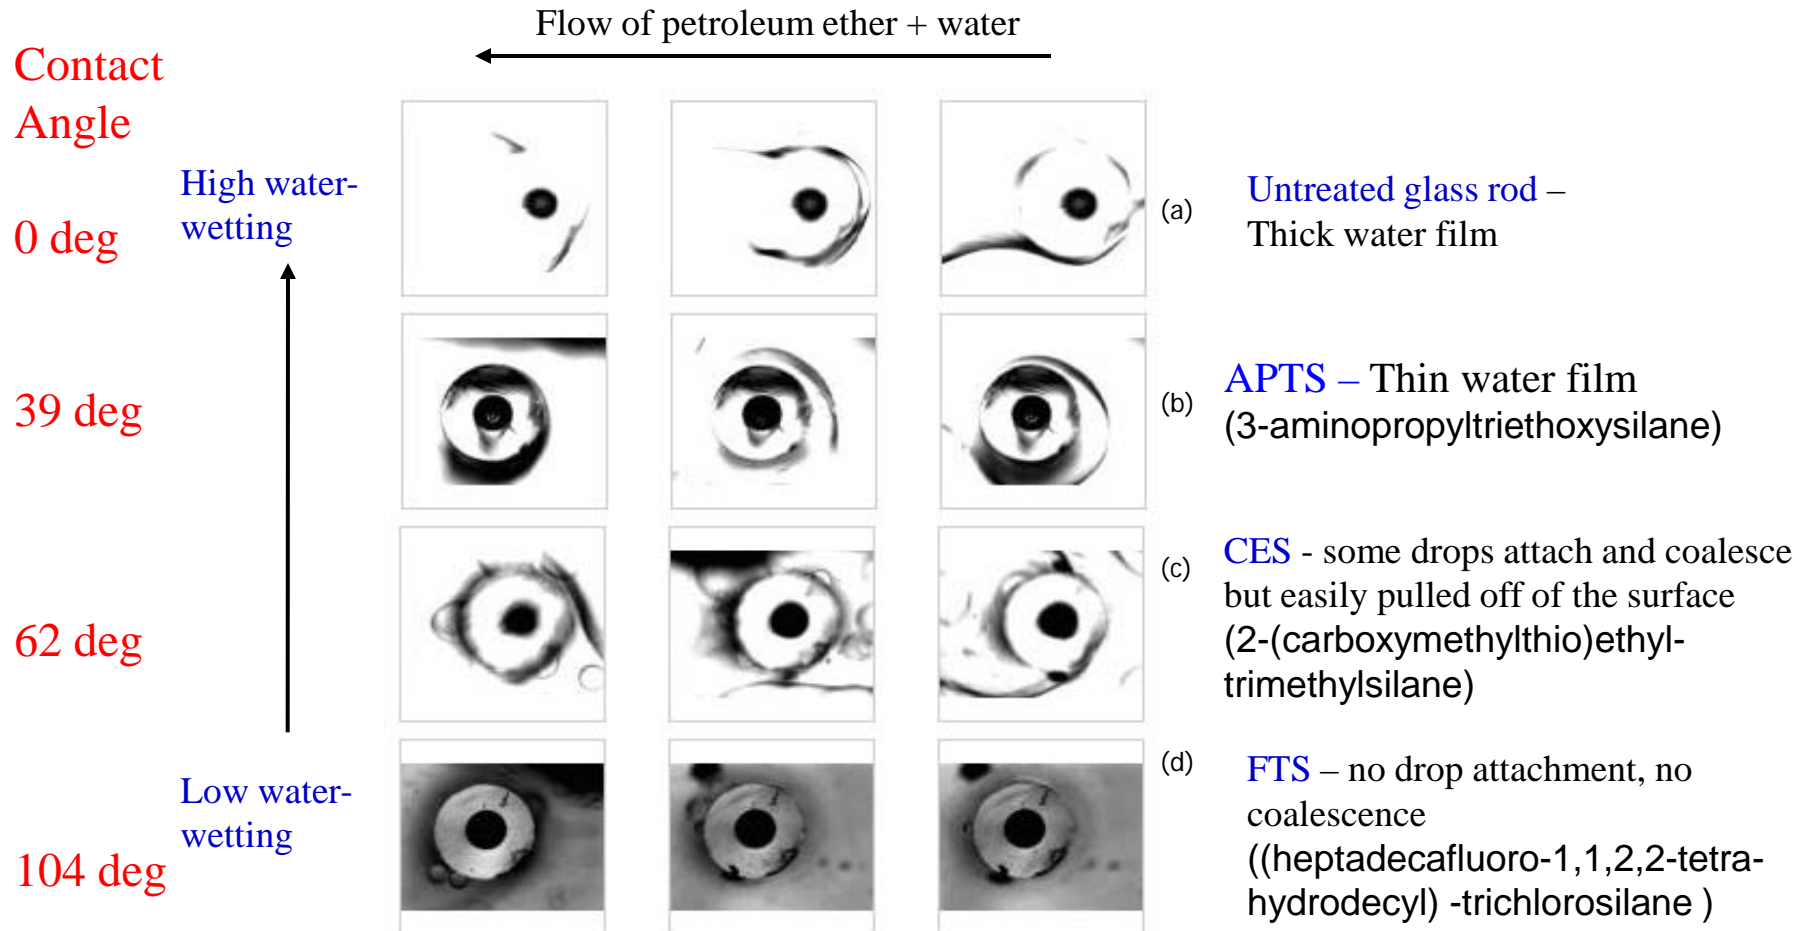 Flow of petroleum ether + water
Contact
Angle
High water-
wetting
0 deg
(a)
Untreated glass rod –
Thick water film
39 deg
(b)
APTS – Thin water film
(3-aminopropyltriethoxysilane)
62 deg
(c)
CES - some drops attach and coalesce
but easily pulled off of the surface
(2-(carboxymethylthio)ethyl-
trimethylsilane)
Low water-
wetting
104 deg
(d)
FTS – no drop attachment, no
coalescence
((heptadecafluoro-1,1,2,2-tetra-
hydrodecyl) -trichlorosilane )